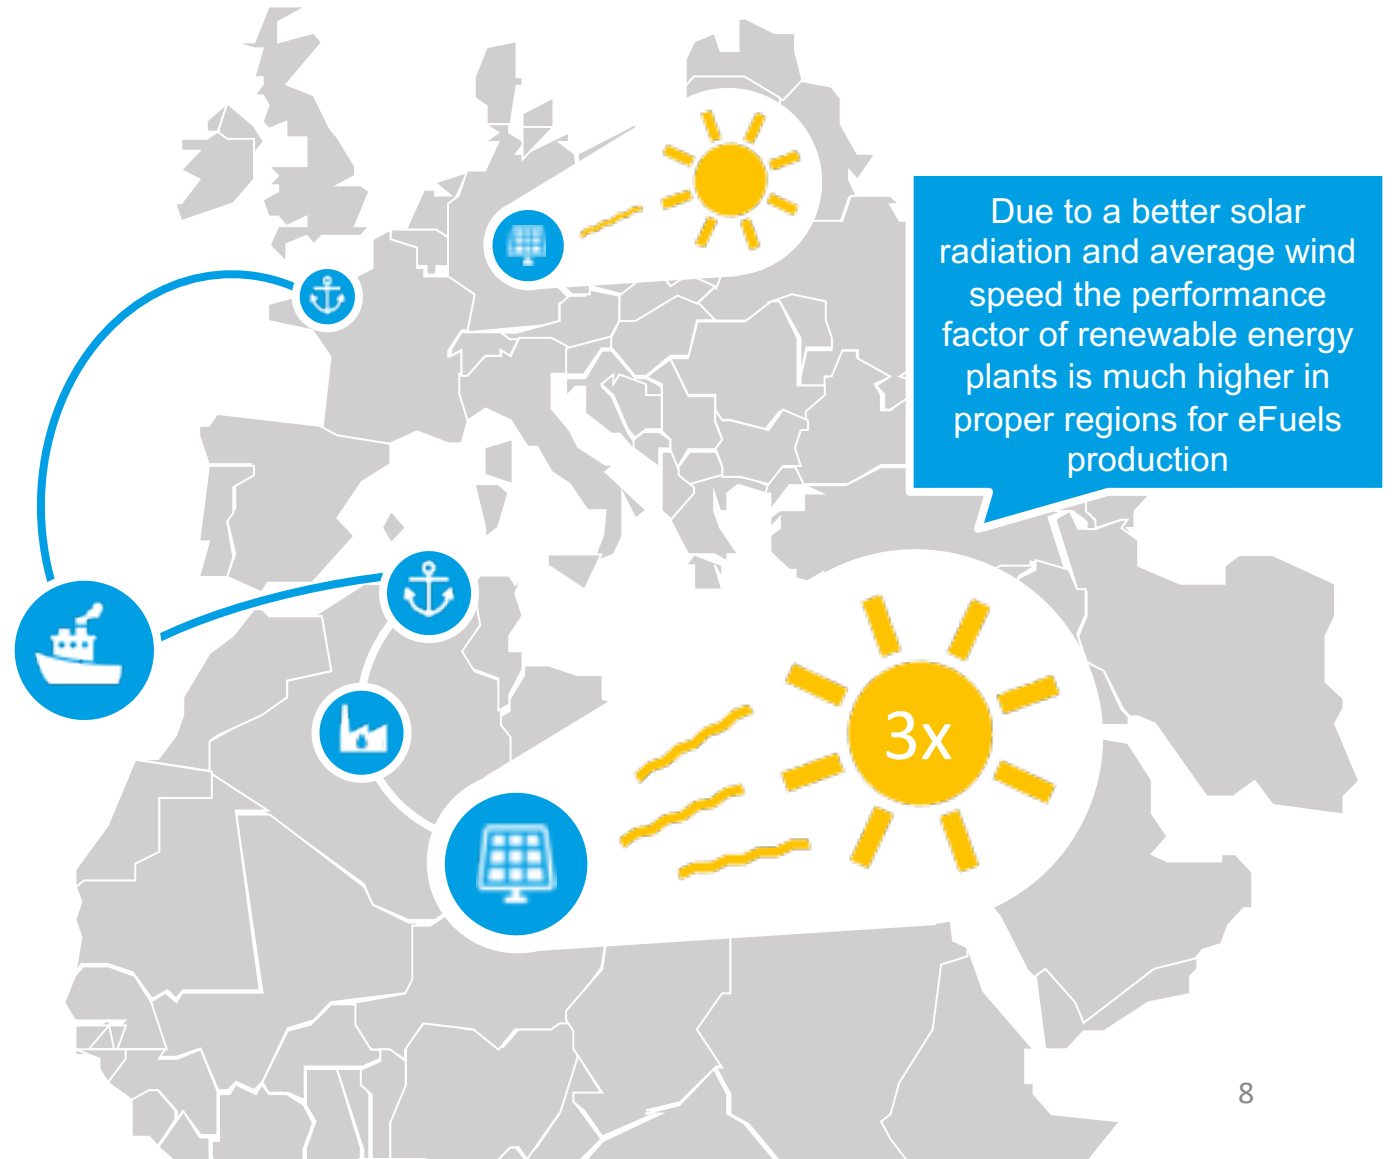 Due to a better solar
radiation and average wind
speed the performance
factor of renewable energy
plants is much higher in
proper regions for eFuels
production
3x
8